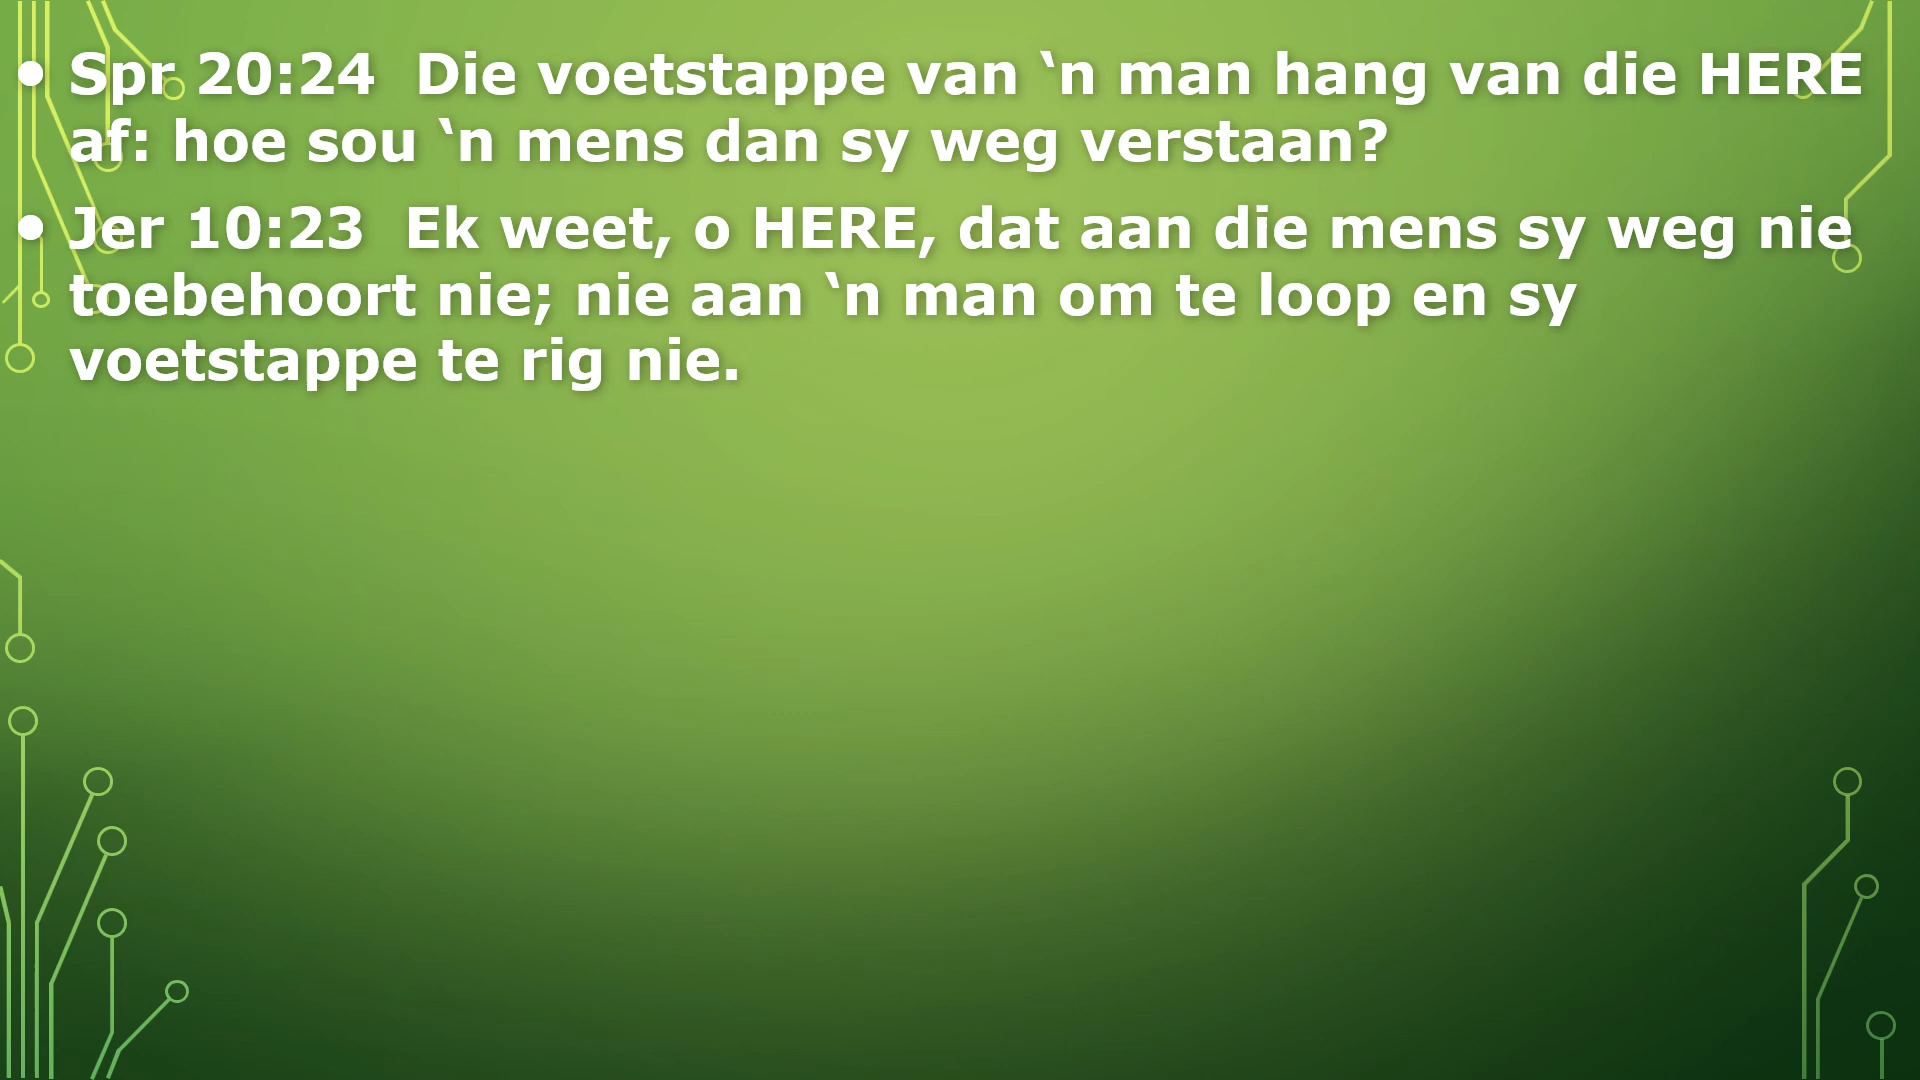 • Spr 20:24  Die voetstappe van ‛n man hang van die HERE
af: hoe sou ‛n mens dan sy weg verstaan?
• Jer 10:23  Ek weet, o HERE, dat aan die mens sy weg nie
toebehoort nie; nie aan ‛n man om te loop en sy
voetstappe te rig nie.